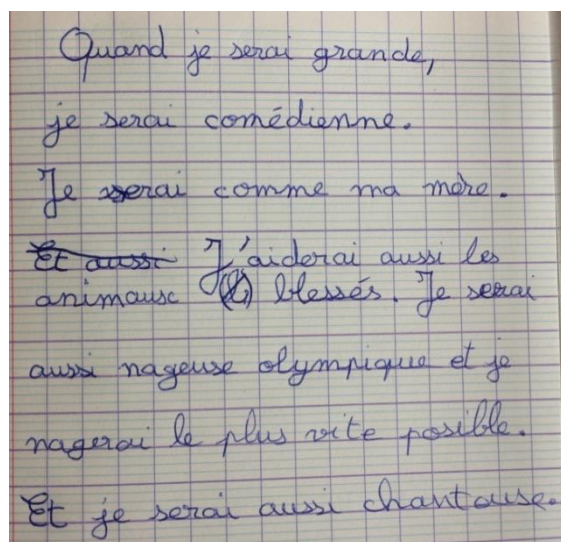 Quand je serai grande,
je serai comédienne.
Je serai comme ma mère.
Et aussi J'aiderai aussi les
animaux blessés. Je serai
aussi nageuse olympique et je
nagerai le plus vite posible.
Et je serai aussi chanteuse.